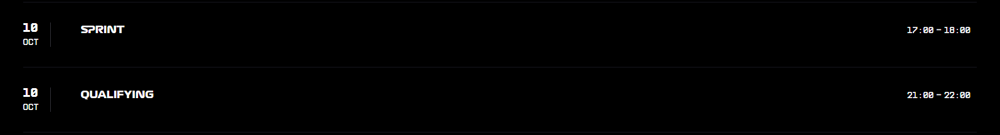 10
OCT
SPRINT
17:00 – 18:00
10
OCT
QUALIFYING
21:00 – 22:00